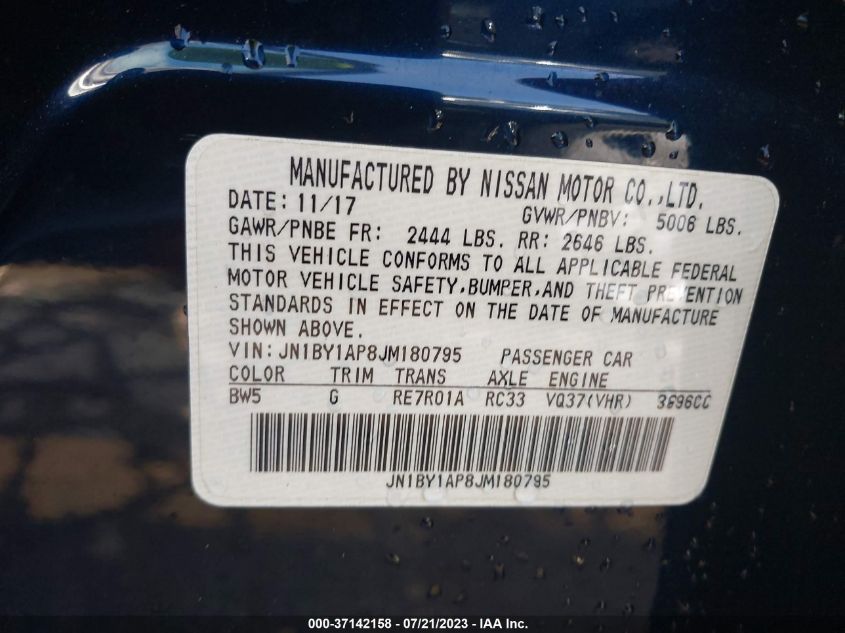 MANUFACTURED BY NISSAN MOTOR CO.,LTD.
DATE: 11/17 GVWR/PNBV: 5006 LBS.
GAWR/PNBE FR: 2444 LBS. RR: 2646 LBS.
THIS VEHICLE CONFORMS TO ALL APPLICABLE FEDERAL
MOTOR VEHICLE SAFETY,BUMPER,AND THEFT PREVENTION
STANDARDS IN EFFECT ON THE DATE OF MANUFACTURE
SHOWN ABOVE.
VIN: JN1BY1AP8JM180795 PASSENGER CAR
COLOR TRIM TRANS AXLE ENGINE
BW5 G RE7R01A RC33 VQ37(VHR) 3696CC
JN1BY1AP8JM180795
000-37142158 - 07/21/2023 - IAA Inc.